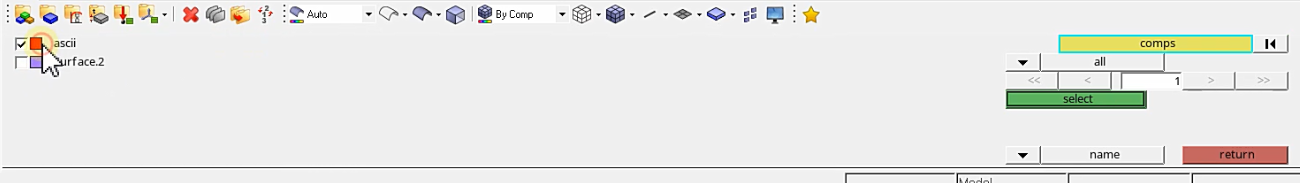 Auto By Comp
ascii comps
urface.2 all
<< < 1 > >>
select
name return
Model